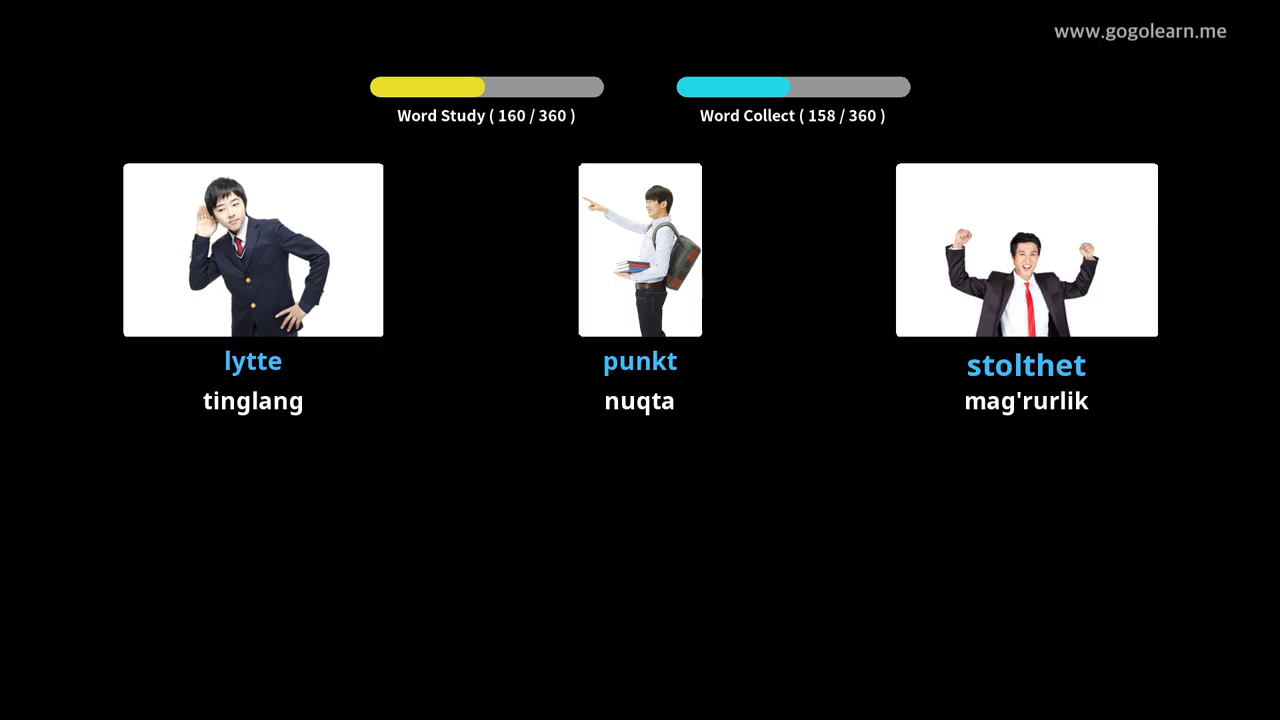 www.gogolearn.me
Word Study ( 160 / 360 )
Word Collect ( 158 / 360 )
lytte
tinglang
punkt
nuqta
stolthet
mag'rurlik